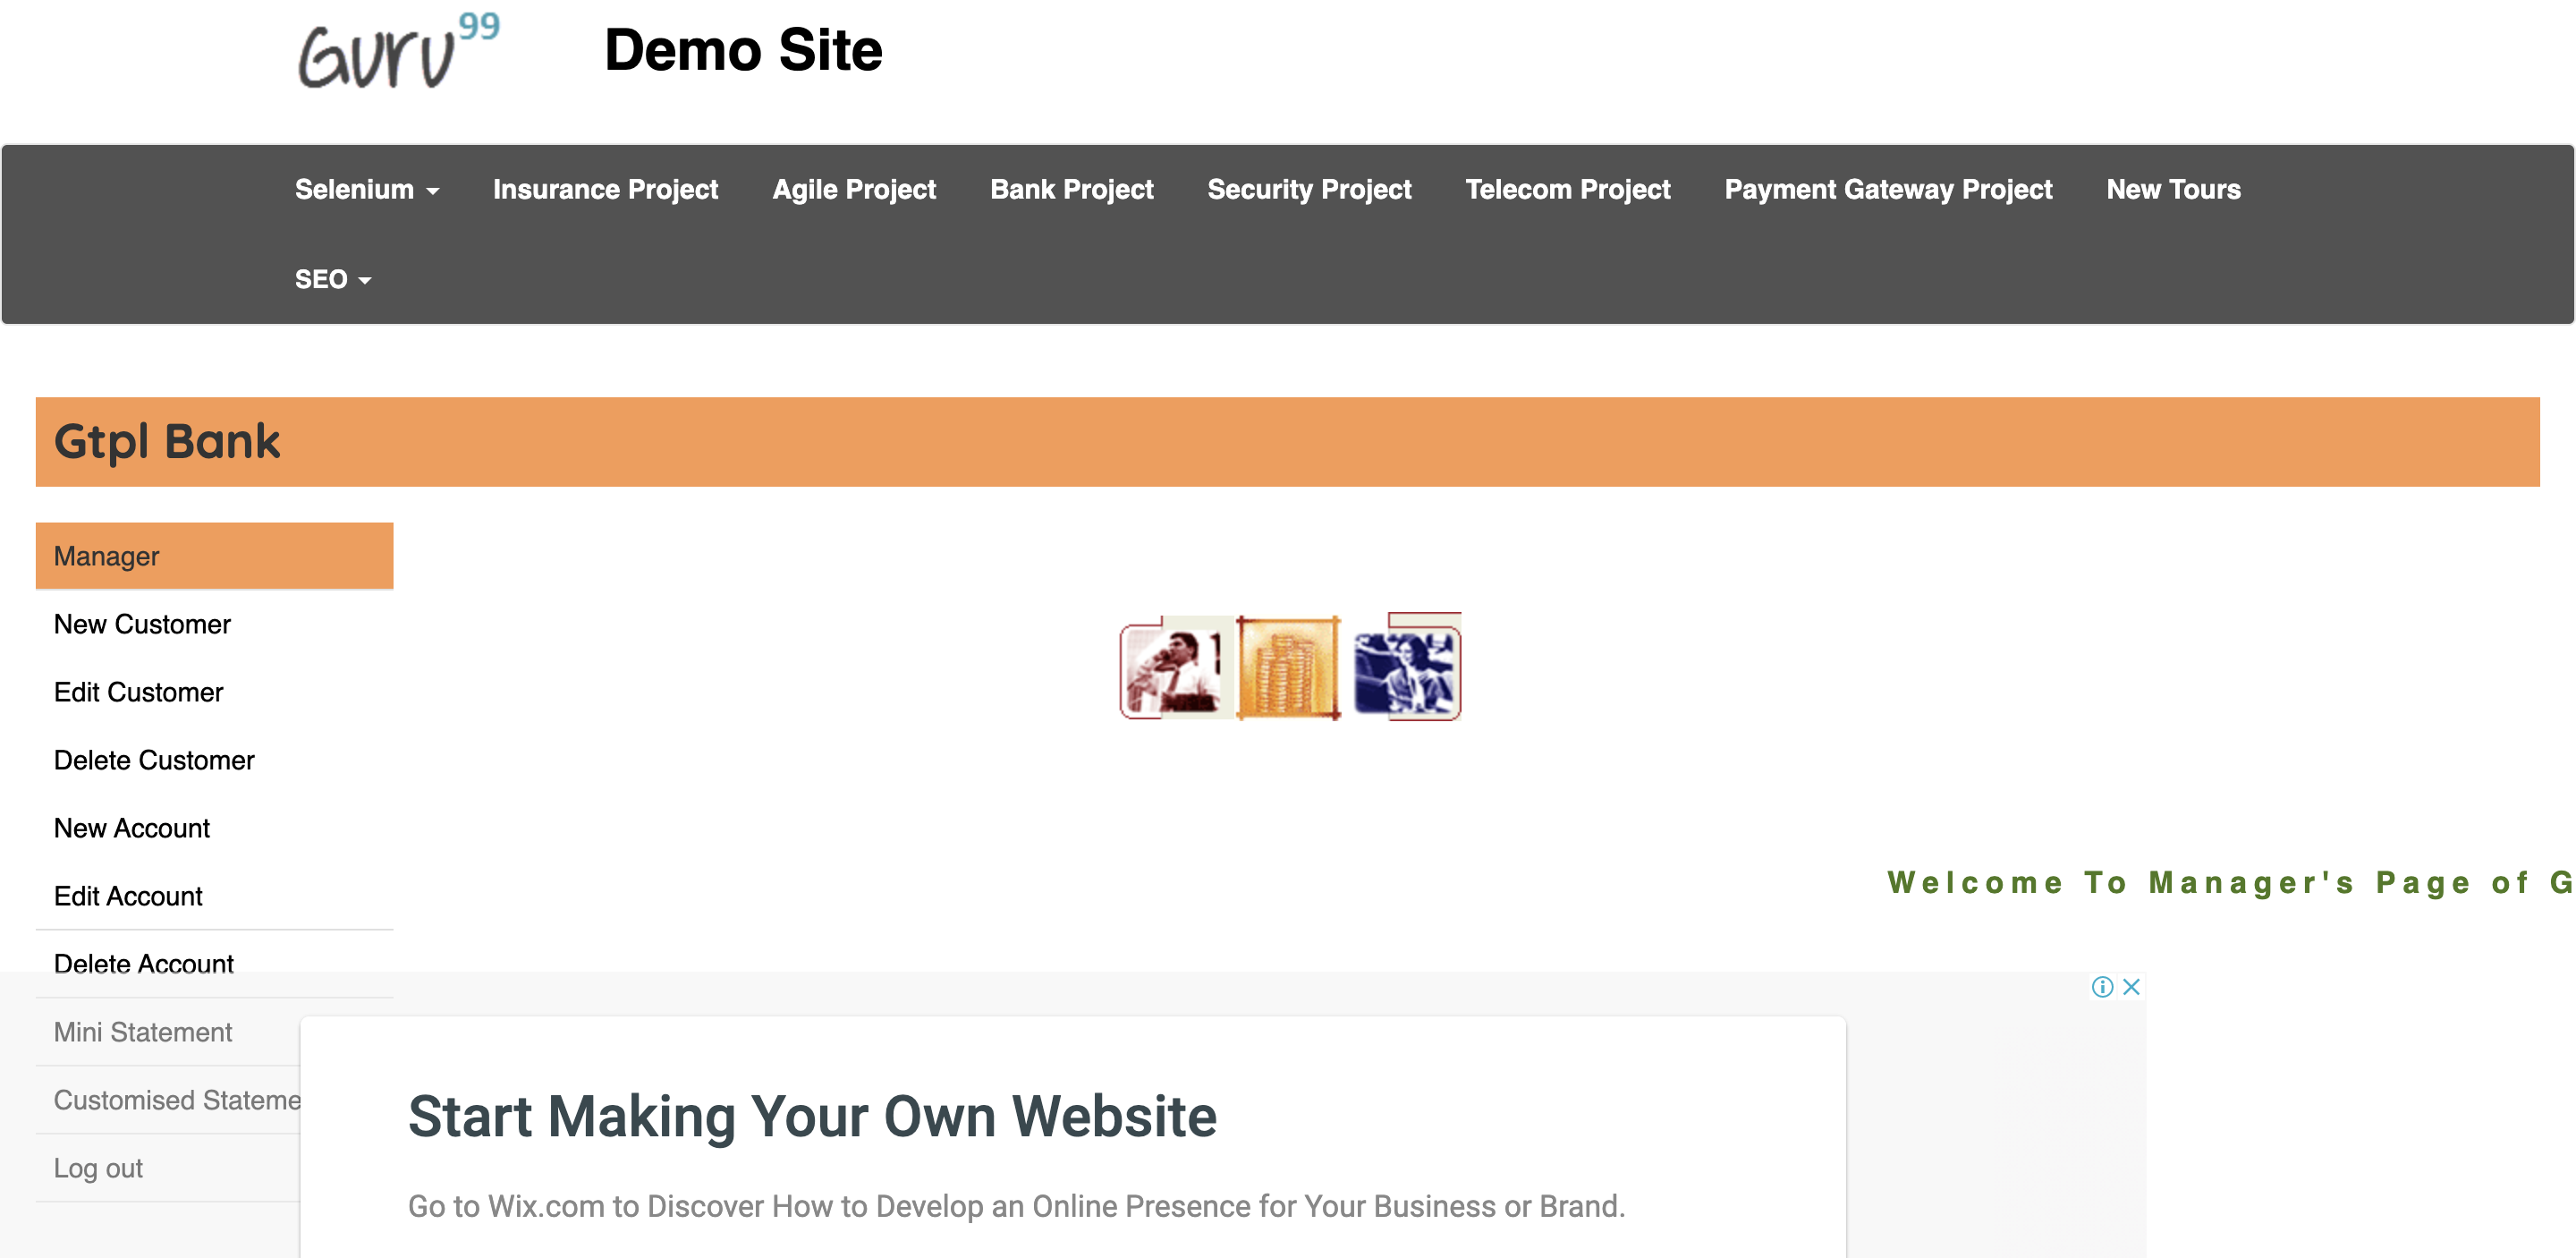 Guru99 Demo Site
Selenium Insurance Project Agile Project Bank Project Security Project Telecom Project Payment Gateway Project New Tours
SEO
Gtpl Bank
Manager
New Customer
Edit Customer
Delete Customer
New Account
Edit Account
Welcome To Manager's Page of G
Delete Account
Mini Statement
Customised Stateme
Log out
Start Making Your Own Website
Go to Wix.com to Discover How to Develop an Online Presence for Your Business or Brand.